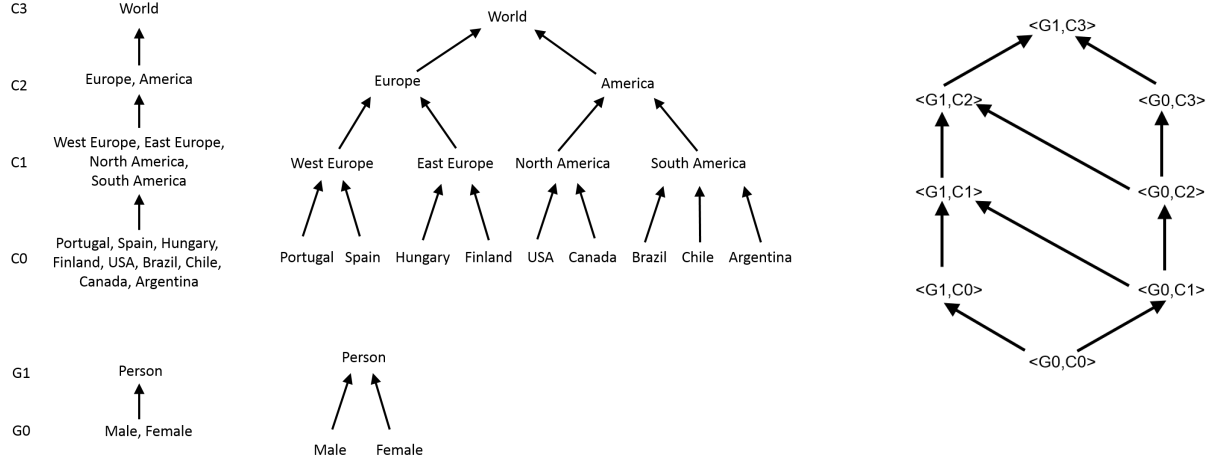 C3
World
Europe, America
C2
West Europe, East Europe,
North America,
South America
C1
Portugal, Spain, Hungary,
Finland, USA, Brazil, Chile,
Canada, Argentina
C0
World
Europe
America
West Europe
East Europe
North America
South America
Portugal
Spain
Hungary
Finland
USA
Canada
Brazil
Chile
Argentina
G1
Person
G0
Male, Female
Person
Male
Female
<G1,C3>
<G1,C2>
<G0,C3>
<G1,C1>
<G0,C2>
<G1,C0>
<G0,C1>
<G0,C0>